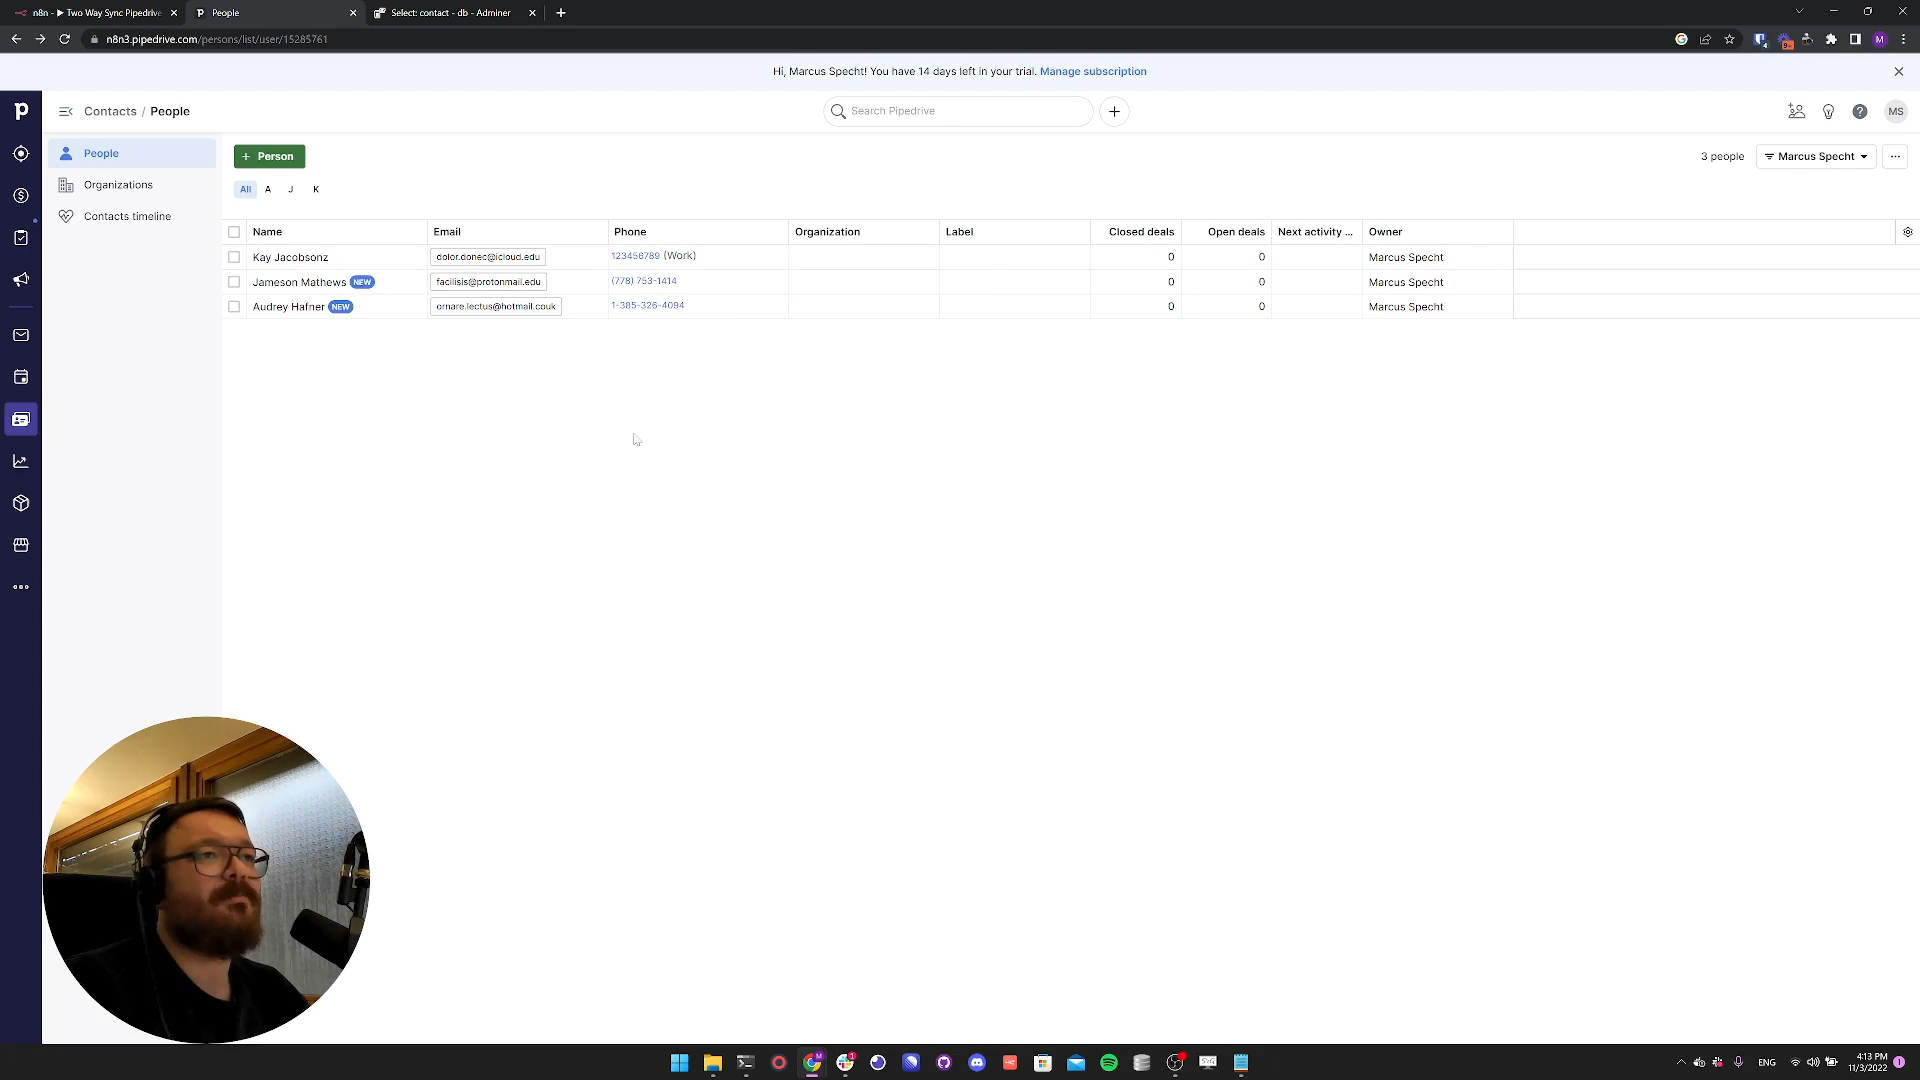 n8n - ▶ Two Way Sync Pipedrive
People
Select: contact - db - Adminer
n8n3.pipedrive.com/persons/list/user/15285761
Hi, Marcus Specht! You have 14 days left in your trial. Manage subscription
Contacts / People
Search Pipedrive
MS
People
Organizations
Contacts timeline
+ Person
3 people
Marcus Specht
All A J K
Name Email Phone Organization Label Closed deals Open deals Next activity ... Owner
Kay Jacobsonz dolor.donec@icloud.edu 123456789 (Work) 0 0 Marcus Specht
Jameson Mathews NEW facilisis@protonmail.edu (778) 753-1414 0 0 Marcus Specht
Audrey Hafner NEW ornare.lectus@hotmail.couk 1-385-326-4094 0 0 Marcus Specht
ENG
4:13 PM
11/3/2022